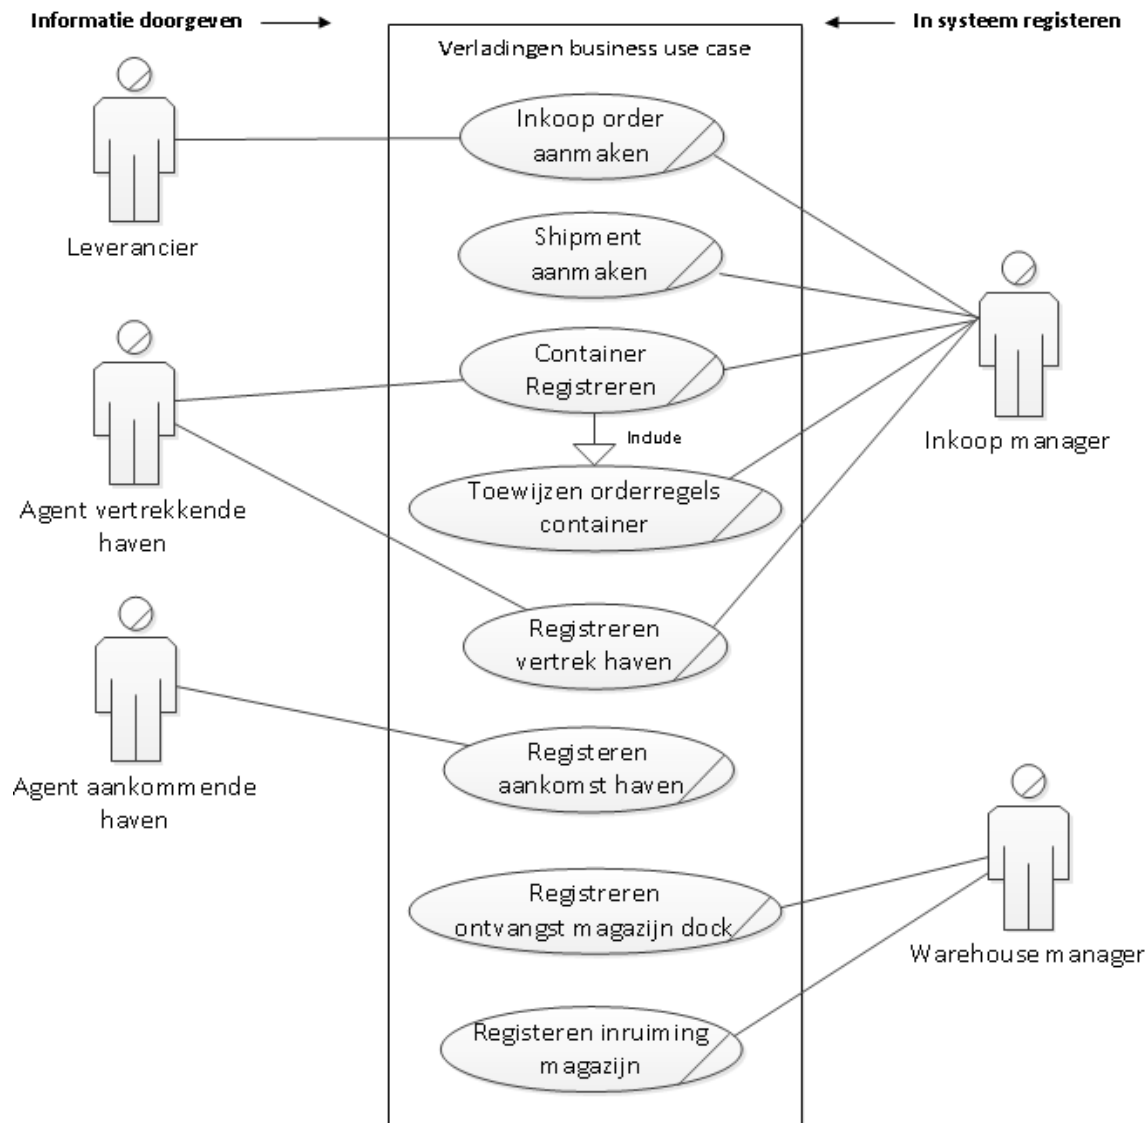 Informatie doorgeven
In systeem registeren
Verladingen business use case
Inkoop order
aanmaken
Leverancier
Shipment
aanmaken
Container
Registreren
Include
Inkoop manager
Toewijzen orderregels
container
Agent vertrekkende
haven
Registreren
vertrek haven
Registeren
aankomst haven
Agent aankommende
haven
Registreren
ontvangst magazijn dock
Warehouse manager
Registeren inruiming
magazijn